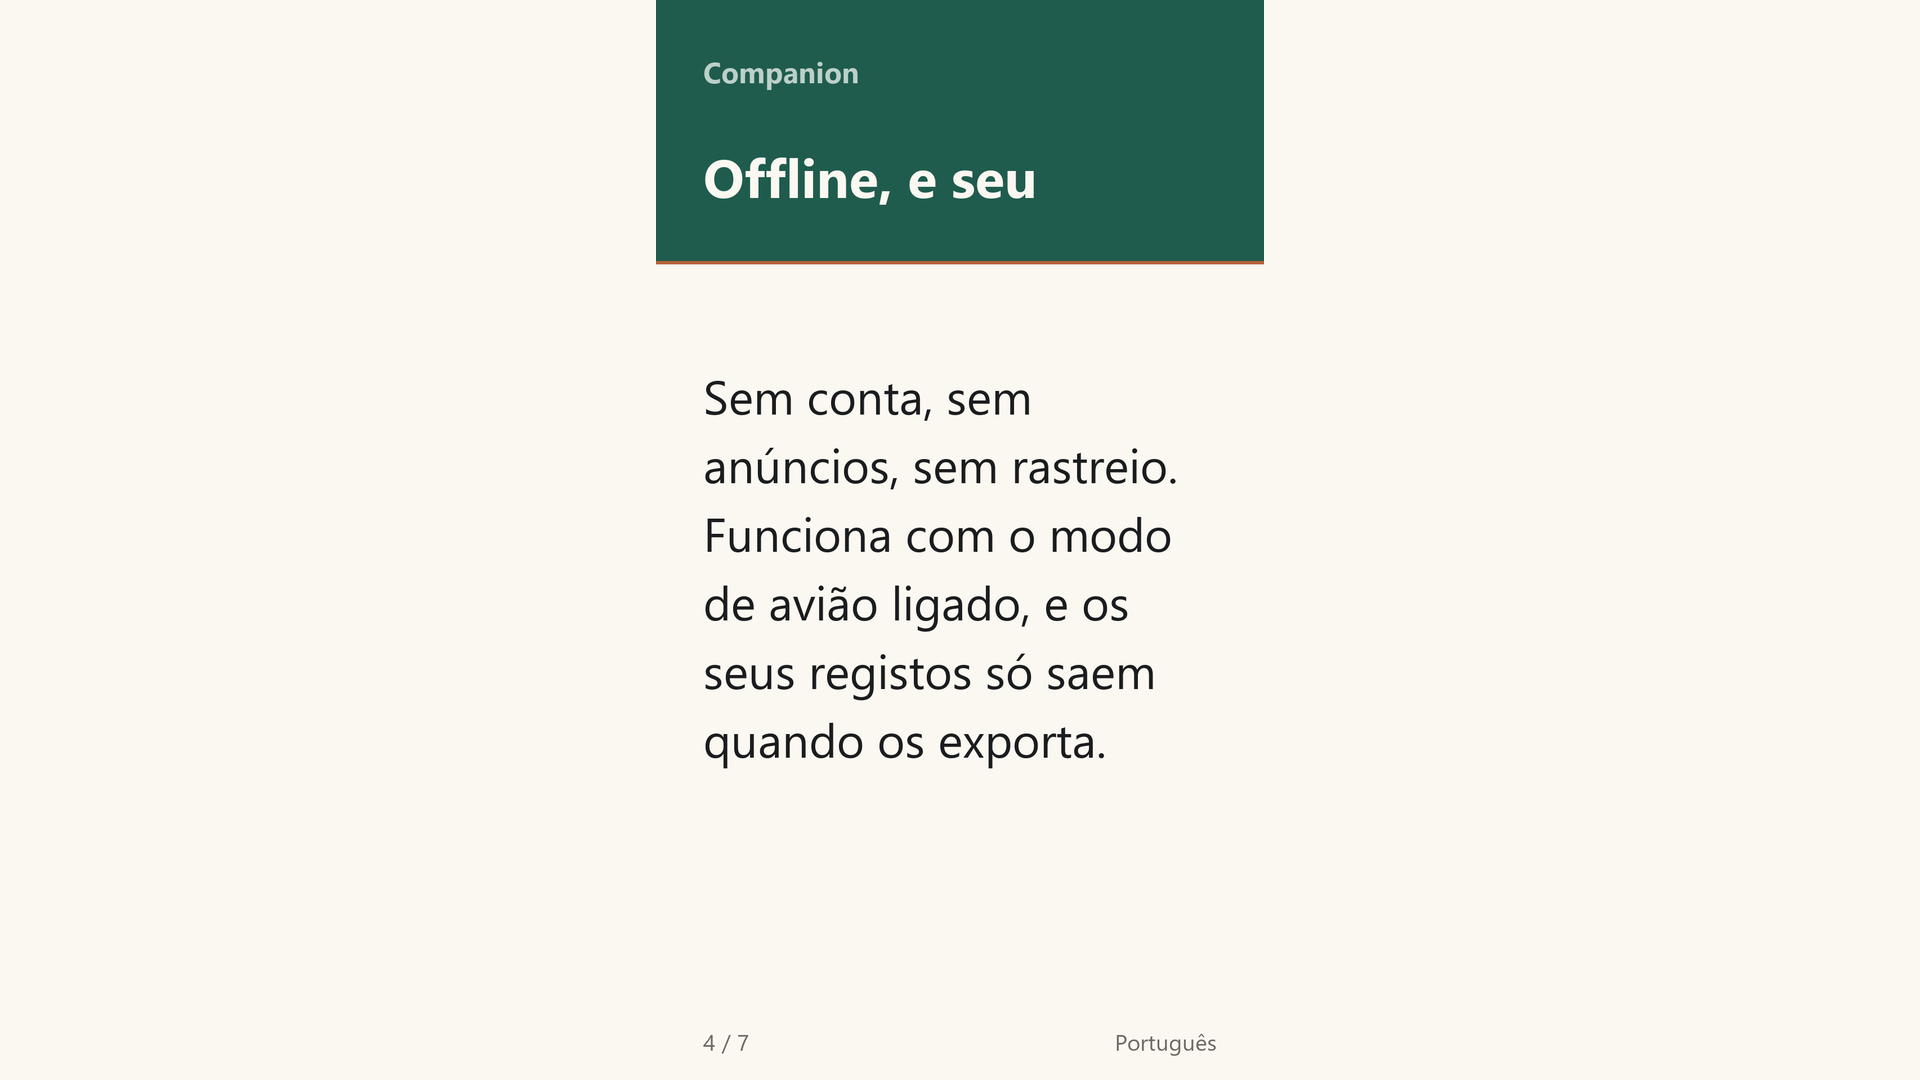 Companion
Offline, e seu
Sem conta, sem
anúncios, sem rastreio.
Funciona com o modo
de avião ligado, e os
seus registos só saem
quando os exporta.
4 / 7
Português